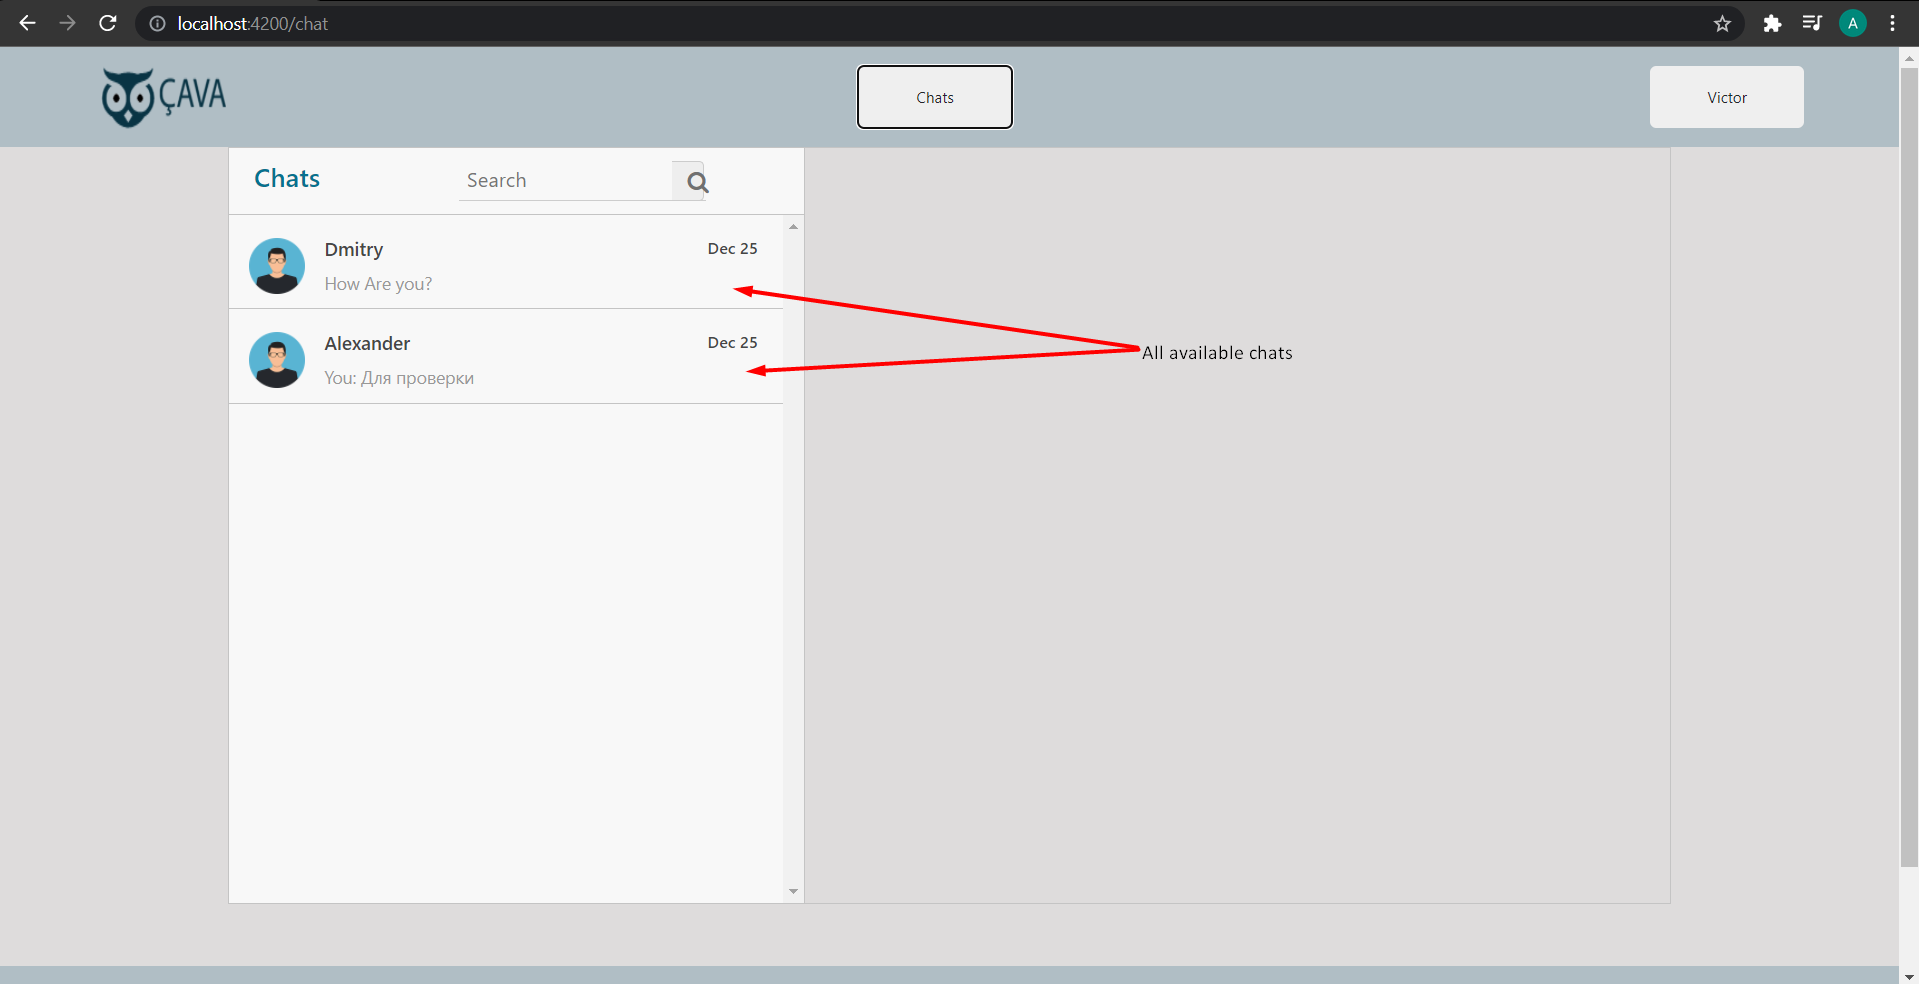 localhost:4200/chat
A
ÇAVA
Chats
Victor
Chats
Search
Dmitry
Dec 25
How Are you?
Alexander
Dec 25
You: Для проверки
All available chats